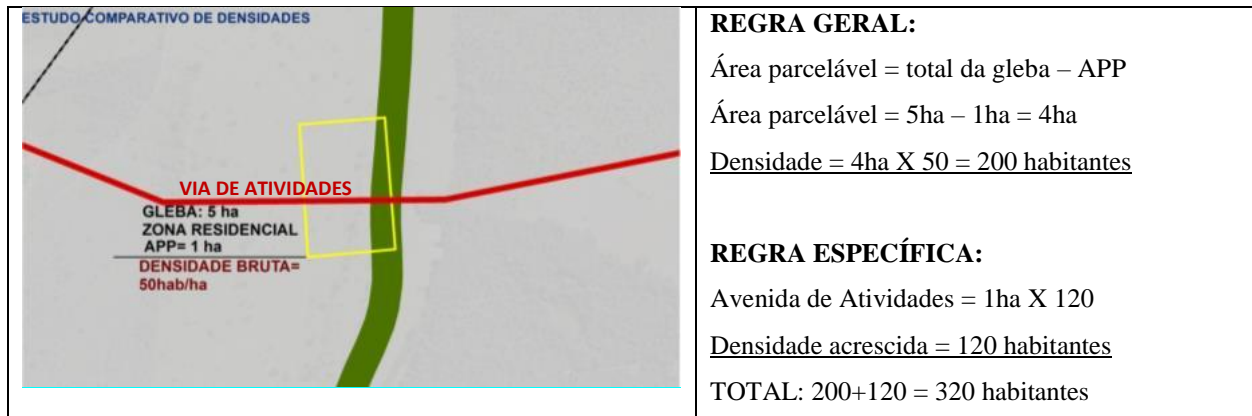 ESTUDO COMPARATIVO DE DENSIDADES
VIA DE ATIVIDADES
GLEBA: 5 ha
ZONA RESIDENCIAL
APP= 1 ha
DENSIDADE BRUTA=
50hab/ha
REGRA GERAL:
Área parcelável = total da gleba – APP
Área parcelável = 5ha – 1ha = 4ha
Densidade = 4ha X 50 = 200 habitantes
REGRA ESPECÍFICA:
Avenida de Atividades = 1ha X 120
Densidade acrescida = 120 habitantes
TOTAL: 200+120 = 320 habitantes